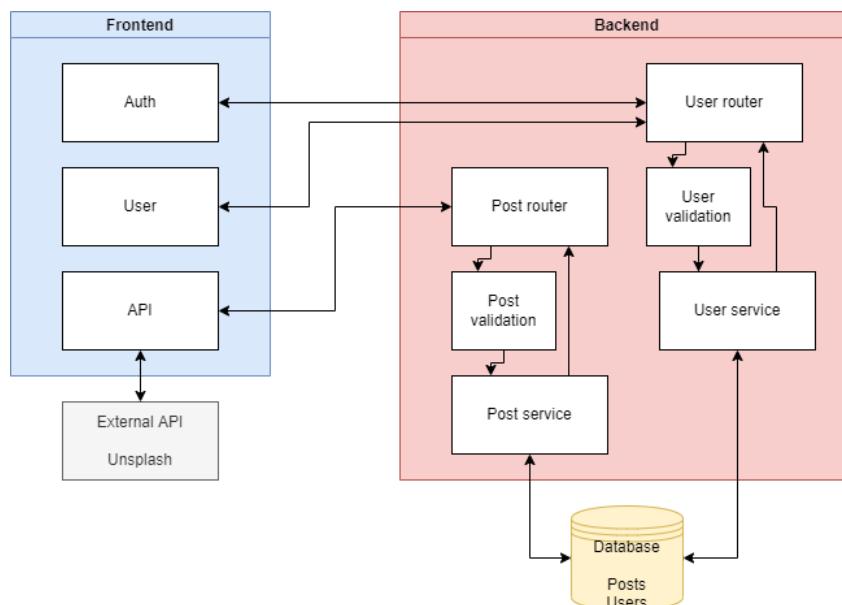 Frontend
Backend
Auth
User router
User
Post router
User
validation
API
Post
validation
User service
External API
Unsplash
Post service
Database
Posts
Users